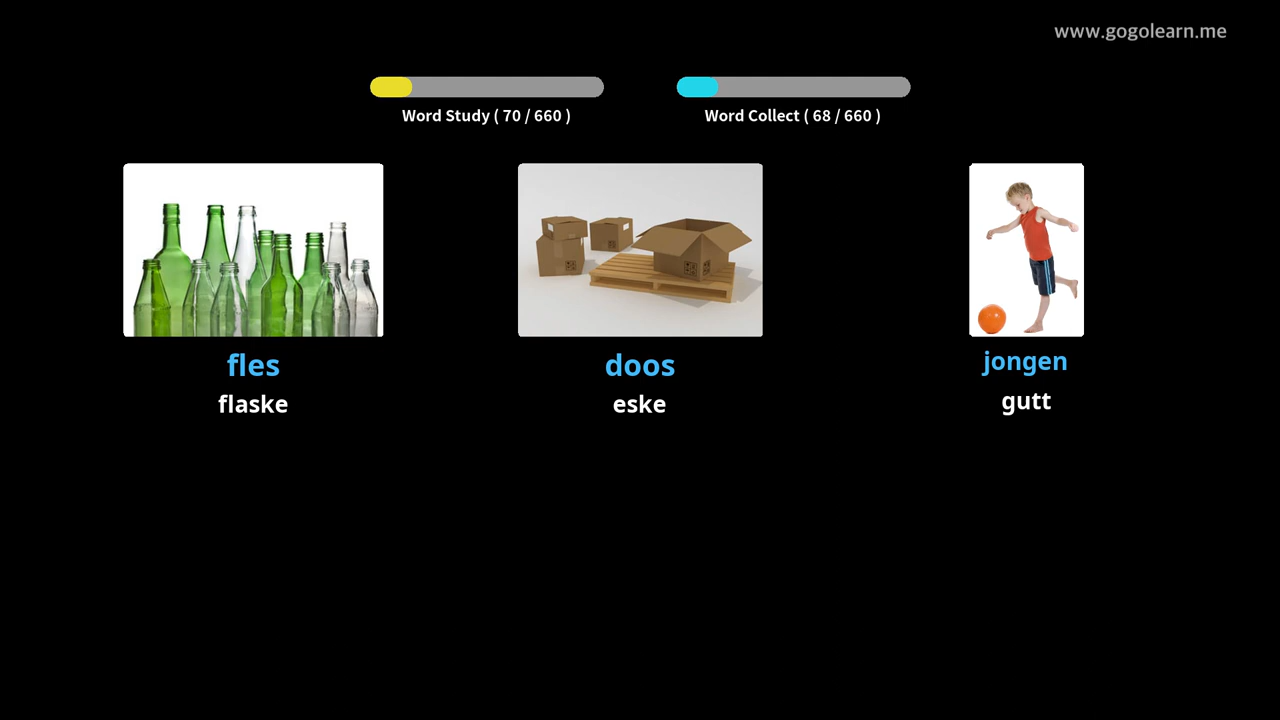 www.gogolearn.me
Word Study ( 70 / 660 )
Word Collect ( 68 / 660 )
fles
flaske
doos
eske
jongen
gutt